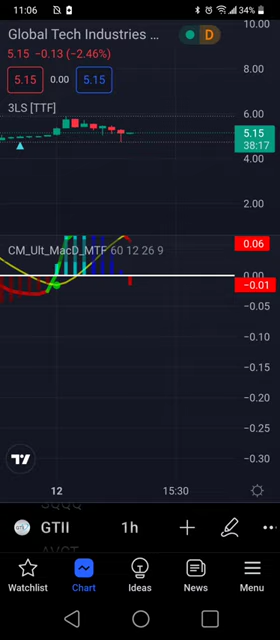 11:06
34%
Global Tech Industries ...
D
5.15 −0.13 (−2.46%)
5.15 0.00 5.15
3LS [TTF]
10.00
8.00
6.00
5.15
38:17
4.00
2.00
CM_Ult_MacD_MTF 60 12 26 9
0.06
0.00
−0.01
−0.05
−0.10
−0.15
−0.20
−0.25
−0.30
12 15:30
GTII 1h
Watchlist Chart Ideas News Menu